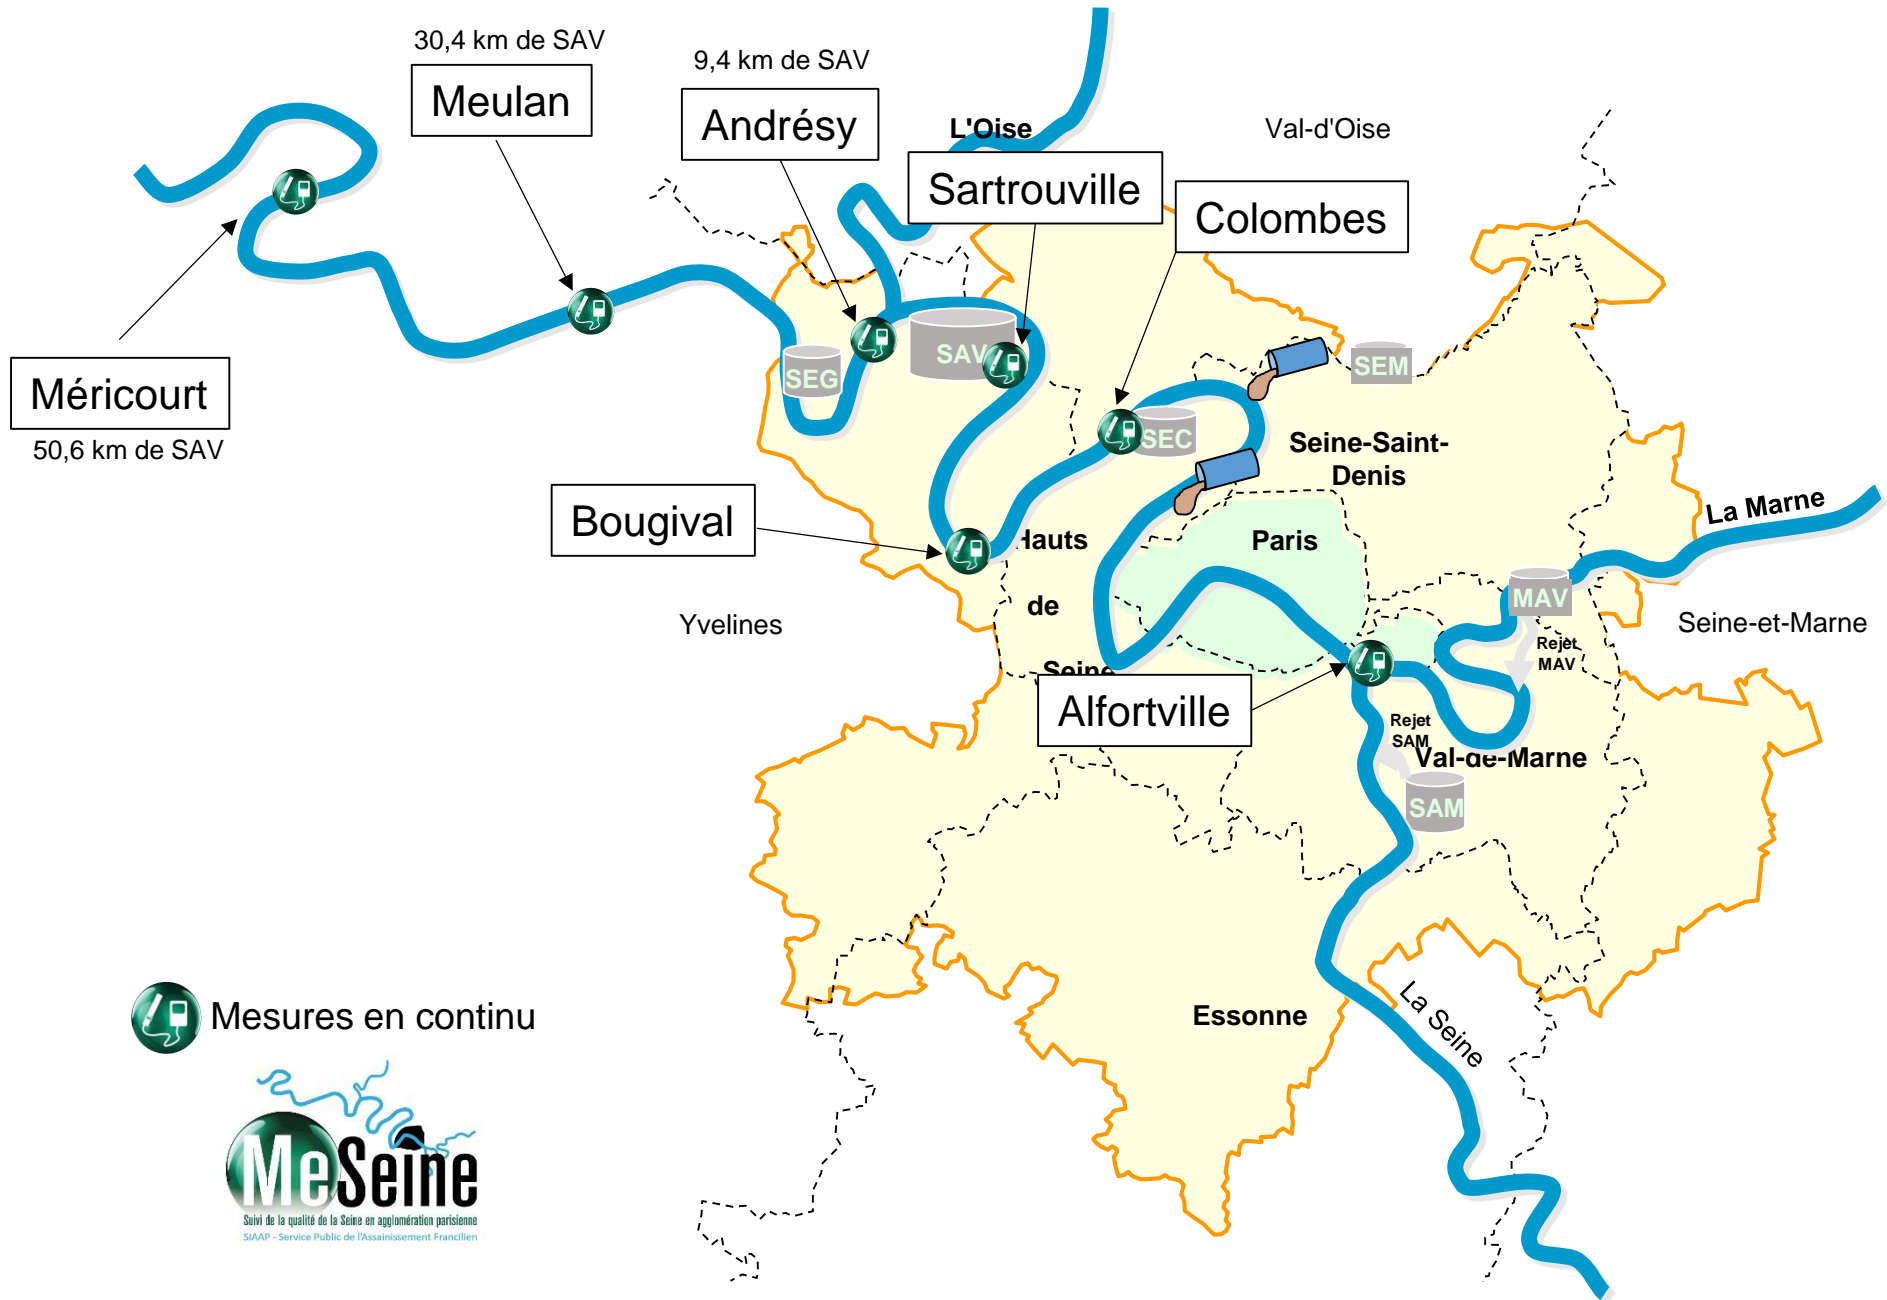 30,4 km de SAV
Meulan
9,4 km de SAV
Andrésy
L'Oise
Val-d'Oise
Sartrouville
Colombes
Méricourt
50,6 km de SAV
SEG
SAV
SEM
SEC
Seine-Saint-
Denis
La Marne
Bougival
Hauts
de
Seine
Paris
MAV
Rejet
MAV
Seine-et-Marne
Yvelines
Alfortville
Rejet
SAM
Val-de-Marne
SAM
La Seine
Essonne
Mesures en continu
MeSeine
Suivi de la qualité de la Seine en agglomération parisienne
SIAAP - Service Public de l'Assainissement Francilien